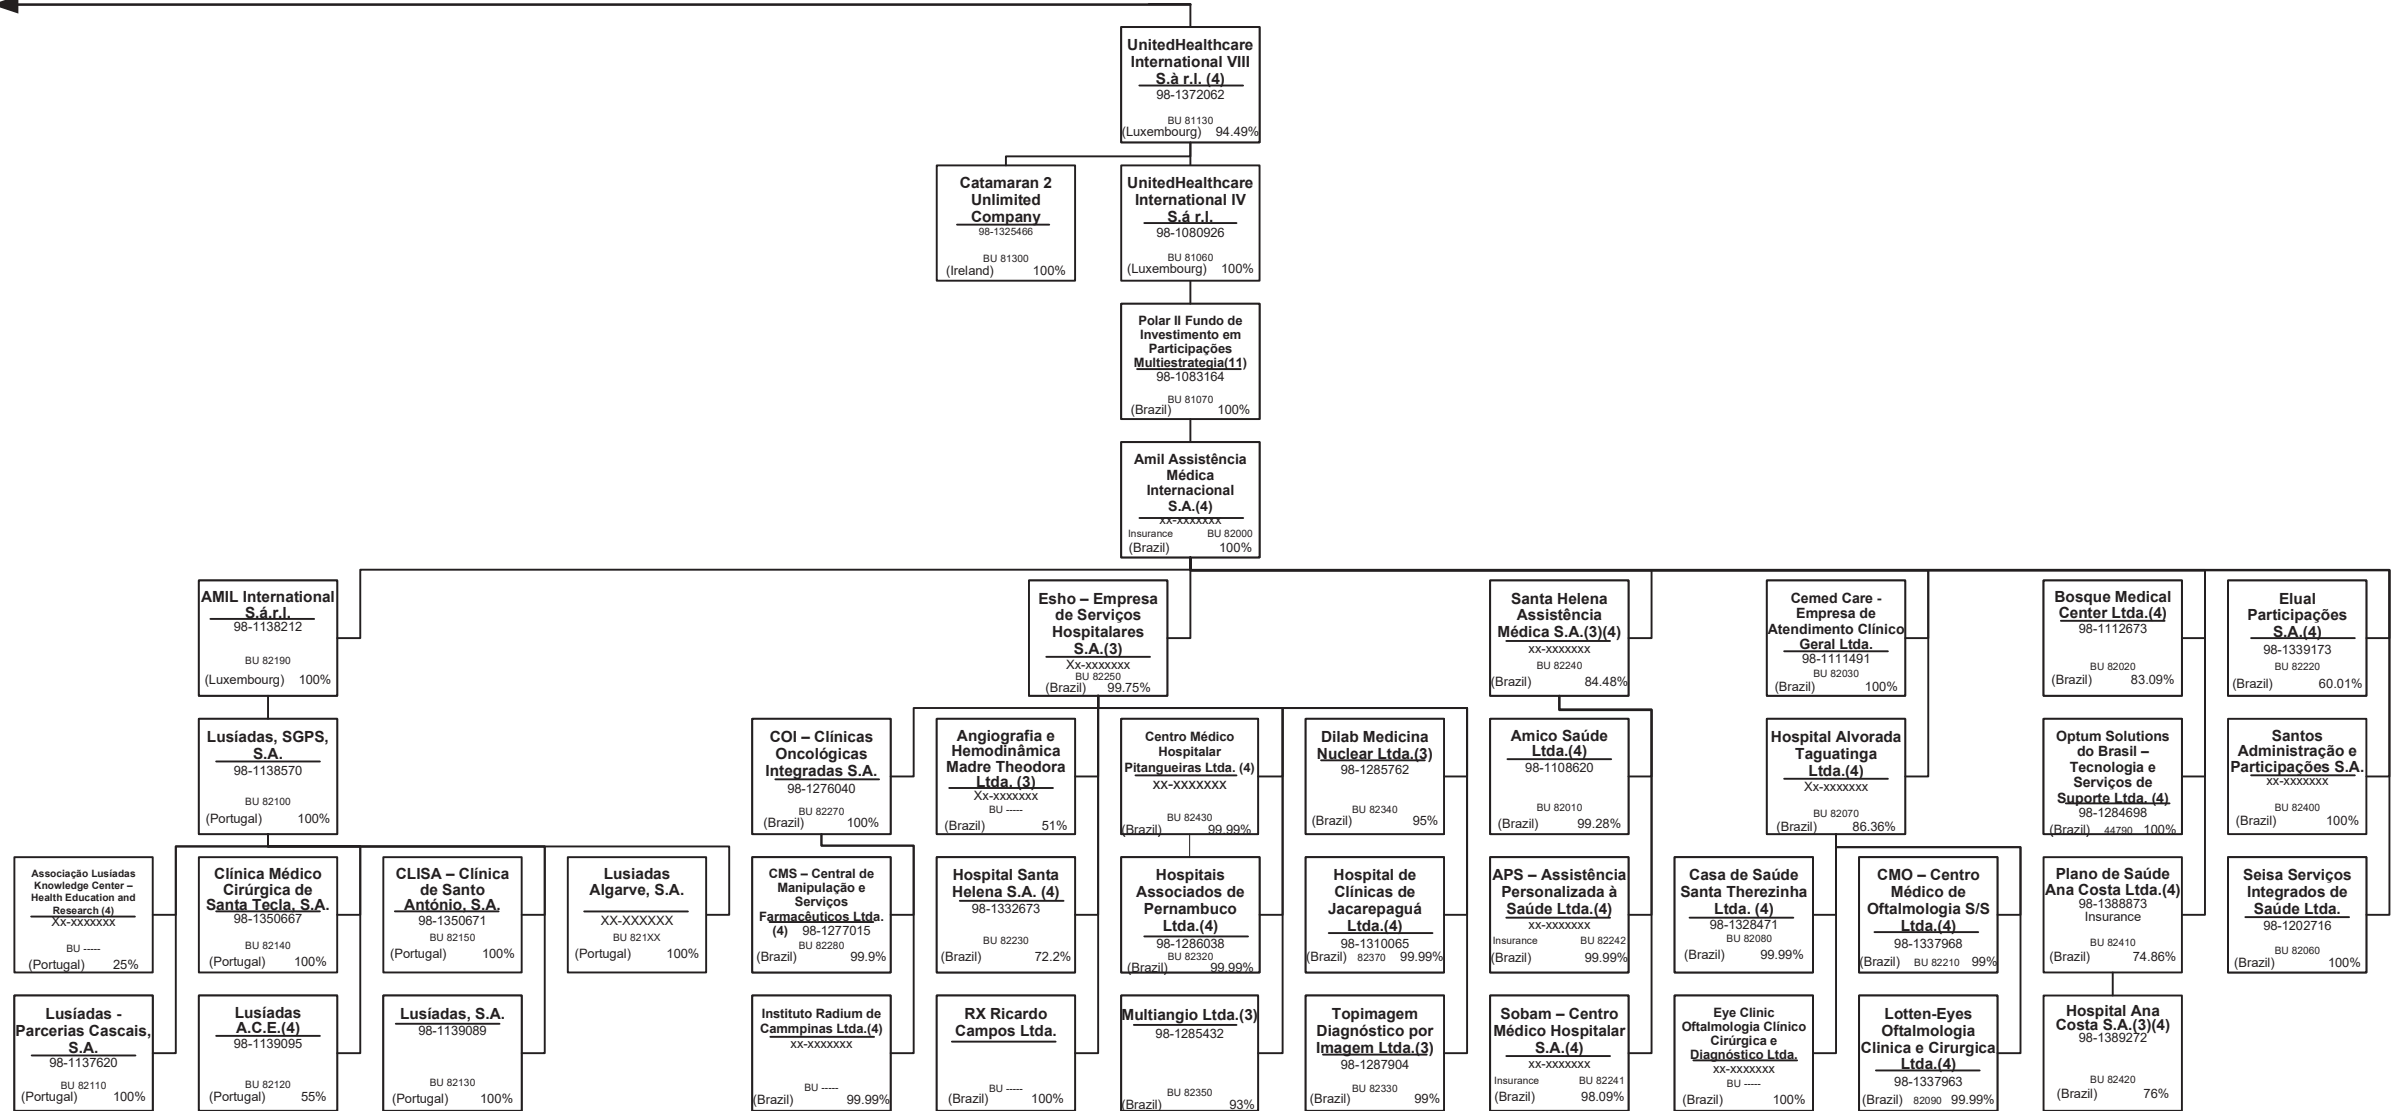 UnitedHealthcare
International VIII
S.à r.l. (4)
98-1372062
BU 81130
(Luxembourg) 94.49%
Catamaran 2
Unlimited
Company
98-1325466
BU 81300
(Ireland) 100%
UnitedHealthcare
International IV
S.á r.l.
98-1080926
BU 81060
(Luxembourg) 100%
Polar II Fundo de
Investimento em
Participações
Multiestrategia(11)
98-1083164
BU 81070
(Brazil) 100%
Amil Assistência
Médica
Internacional
S.A.(4)
xx-xxxxxxx
Insurance BU 82000
(Brazil) 100%
AMIL International
S.á.r.l.
98-1138212
BU 82190
(Luxembourg) 100%
Esho – Empresa
de Serviços
Hospitalares
S.A.(3)
Xx-xxxxxxx
BU 82250
(Brazil) 99.75%
Santa Helena
Assistência
Médica S.A.(3)(4)
xx-xxxxxxx
BU 82240
(Brazil) 84.48%
Cemed Care -
Empresa de
Atendimento Clínico
Geral Ltda.
98-1111491
BU 82030
(Brazil) 100%
Bosque Medical
Center Ltda.(4)
98-1112673
BU 82020
(Brazil) 83.09%
Elual
Participações
S.A.(4)
98-1339173
BU 82220
(Brazil) 60.01%
Lusíadas, SGPS,
S.A.
98-1138570
BU 82100
(Portugal) 100%
COI – Clínicas
Oncológicas
Integradas S.A.
98-1276040
BU 82270
(Brazil) 100%
Angiografia e
Hemodinâmica
Madre Theodora
Ltda. (3)
Xx-xxxxxxx
BU -----
(Brazil) 51%
Centro Médico
Hospitalar
Pitangueiras Ltda. (4)
xx-xxxxxxx
BU 82430
(Brazil) 99.99%
Dilab Medicina
Nuclear Ltda.(3)
98-1285762
BU 82340
(Brazil) 95%
Amico Saúde
Ltda.(4)
98-1108620
BU 82010
(Brazil) 99.28%
Hospital Alvorada
Taguatinga
Ltda.(4)
Xx-xxxxxxx
BU 82070
(Brazil) 86.36%
Optum Solutions
do Brasil –
Tecnologia e
Serviços de
Suporte Ltda. (4)
98-1284698
(Brazil) 44790 100%
Santos
Administração e
Participações S.A.
xx-xxxxxxx
BU 82400
(Brazil) 100%
Associação Lusíadas
Knowledge Center –
Health Education and
Research (4)
Xx-xxxxxxx
BU -----
(Portugal) 25%
Clínica Médico
Cirúrgica de
Santa Tecla, S.A.
98-1350667
BU 82140
(Portugal) 100%
CLISA – Clínica
de Santo
António, S.A.
98-1350671
BU 82150
(Portugal) 100%
Lusiadas
Algarve, S.A.
XX-XXXXXX
BU 821XX
(Portugal) 100%
CMS – Central de
Manipulação e
Serviços
Farmacêuticos Ltda.
(4) 98-1277015
BU 82280
(Brazil) 99.9%
Hospital Santa
Helena S.A. (4)
98-1332673
BU 82230
(Brazil) 72.2%
Hospitais
Associados de
Pernambuco
Ltda.(4)
98-1286038
BU 82320
(Brazil) 99.99%
Hospital de
Clínicas de
Jacarepaguá
Ltda.(4)
98-1310065
(Brazil) 82370 99.99%
APS – Assistência
Personalizada à
Saúde Ltda.(4)
xx-xxxxxxx
Insurance BU 82242
(Brazil) 99.99%
Casa de Saúde
Santa Therezinha
Ltda. (4)
98-1328471
BU 82080
(Brazil) 99.99%
CMO – Centro
Médico de
Oftalmologia S/S
Ltda.(4)
98-1337968
(Brazil) BU 82210 99%
Plano de Saúde
Ana Costa Ltda.(4)
98-1388873
Insurance
BU 82410
(Brazil) 74.86%
Seisa Serviços
Integrados de
Saúde Ltda.
98-1202716
BU 82060
(Brazil) 100%
Lusíadas -
Parcerias Cascais,
S.A.
98-1137620
BU 82110
(Portugal) 100%
Lusíadas
A.C.E.(4)
98-1139095
BU 82120
(Portugal) 55%
Lusíadas, S.A.
98-1139089
BU 82130
(Portugal) 100%
Instituto Radium de
Cammpinas Ltda.(4)
xx-xxxxxxx
BU -----
(Brazil) 99.99%
RX Ricardo
Campos Ltda.
BU -----
(Brazil) 100%
Multiangio Ltda.(3)
98-1285432
BU 82350
(Brazil) 93%
Topimagem
Diagnóstico por
Imagem Ltda.(3)
98-1287904
BU 82330
(Brazil) 99%
Sobam – Centro
Médico Hospitalar
S.A.(4)
xx-xxxxxxx
Insurance BU 82241
(Brazil) 98.09%
Eye Clinic
Oftalmologia Clínico
Cirúrgica e
Diagnóstico Ltda.
xx-xxxxxxx
BU -----
(Brazil) 100%
Lotten-Eyes
Oftalmologia
Clinica e Cirurgica
Ltda.(4)
98-1337963
(Brazil) 82090 99.99%
Hospital Ana
Costa S.A.(3)(4)
98-1389272
BU 82420
(Brazil) 76%